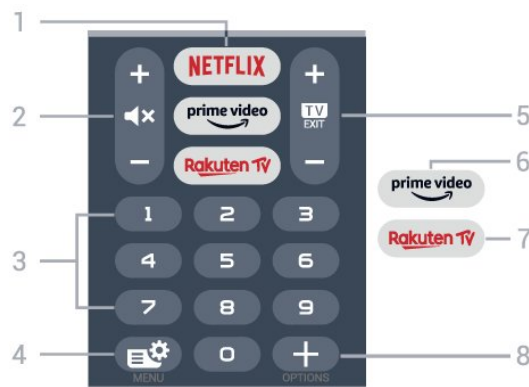 1
NETFLIX
2
prime video
TV
EXIT
5
Rakuten TV
6
prime video
3
1 2 3
Rakuten TV
7
4 5 6
7 8 9
4
MENU
0
+
OPTIONS
8